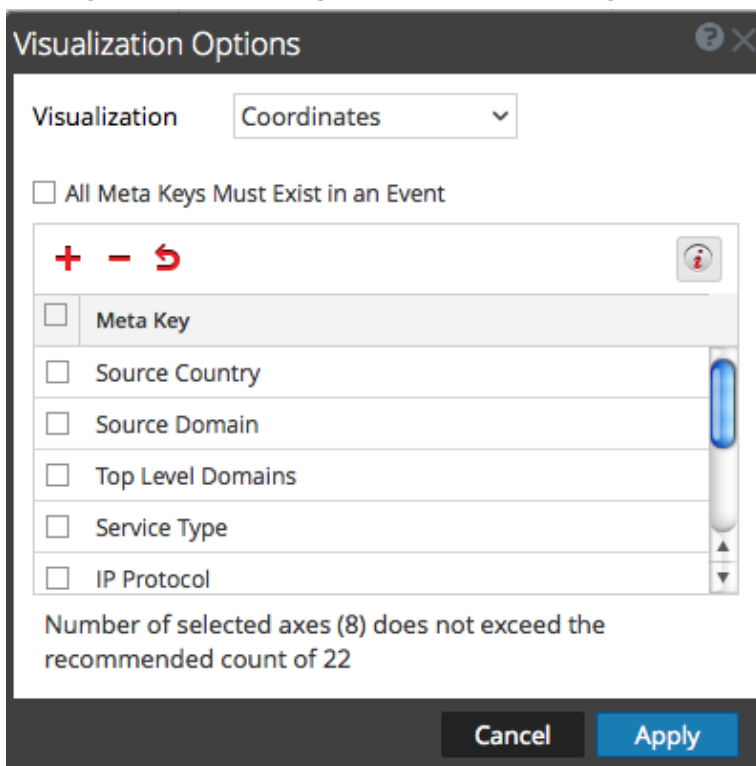 Visualization Options
Visualization Coordinates
All Meta Keys Must Exist in an Event
Meta Key
Source Country
Source Domain
Top Level Domains
Service Type
IP Protocol
Number of selected axes (8) does not exceed the
recommended count of 22
Cancel Apply